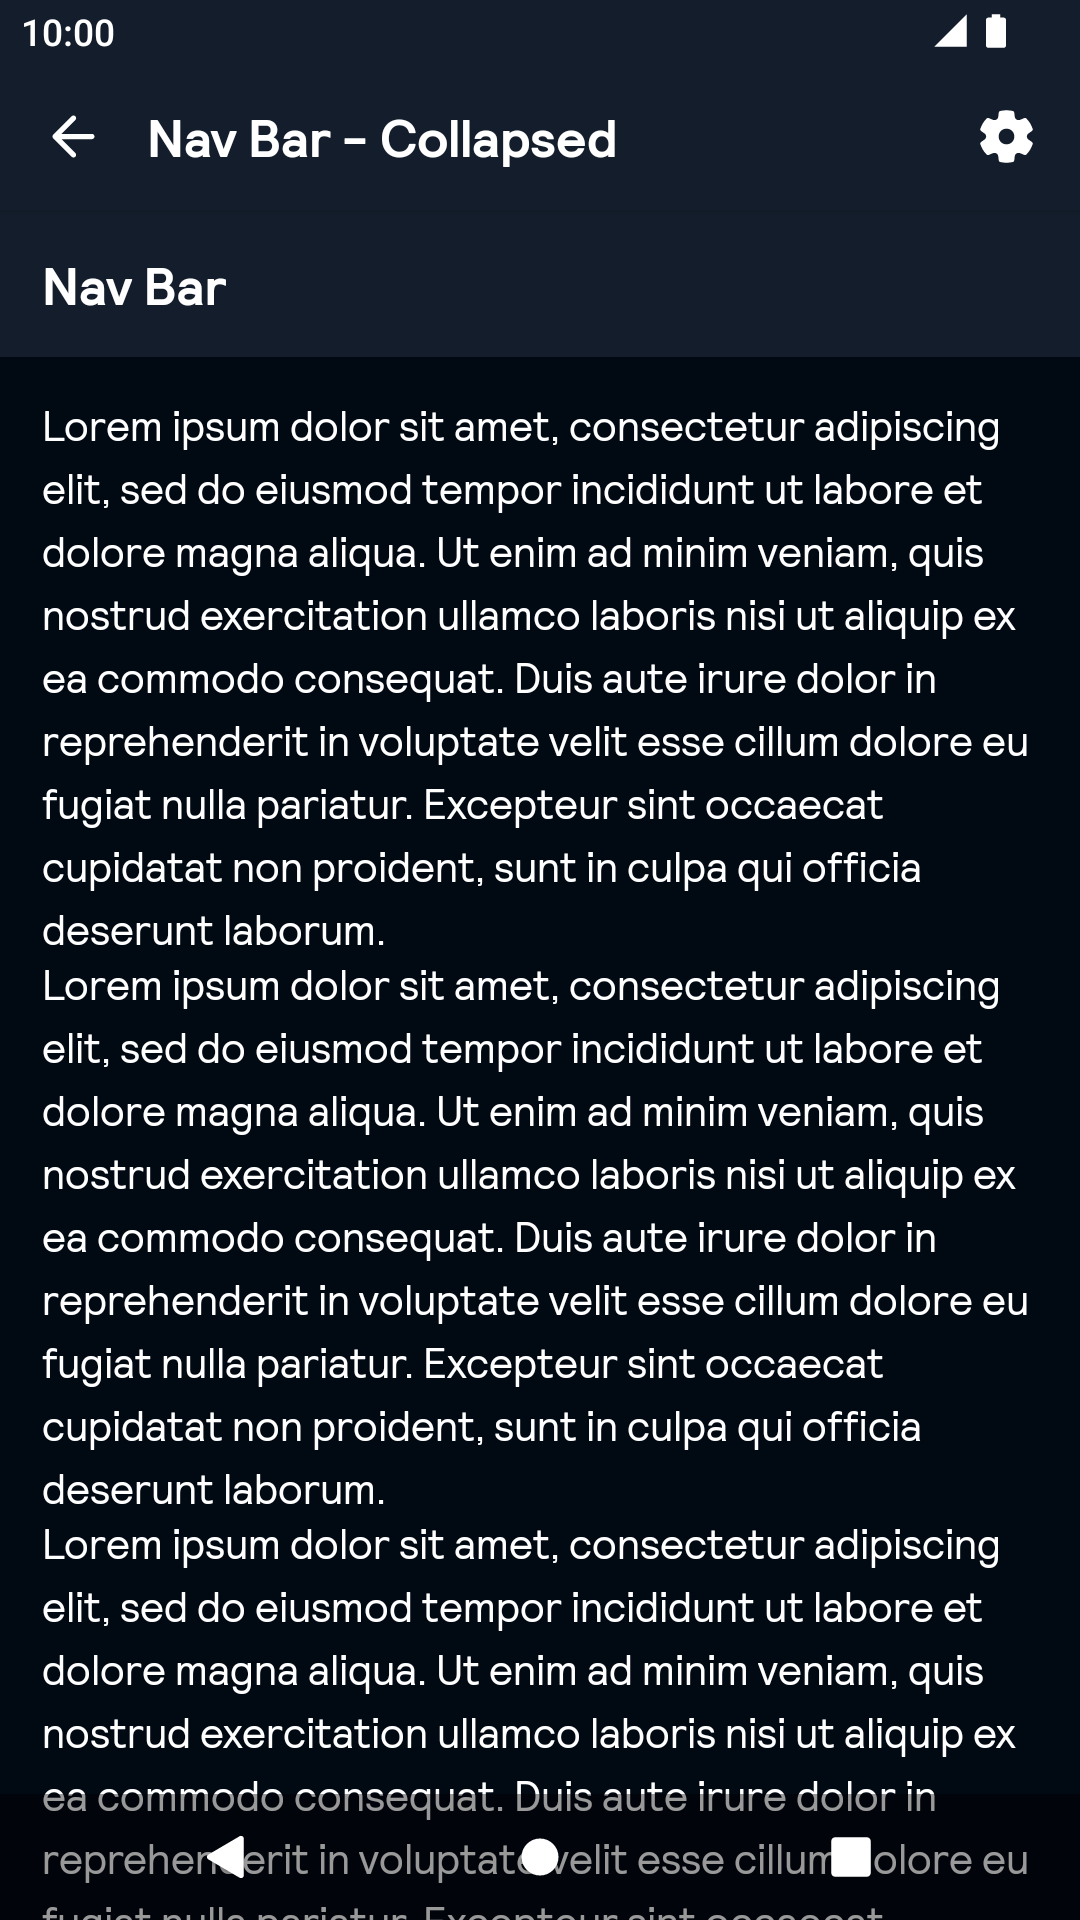 10:00
Nav Bar - Collapsed
Nav Bar
Lorem ipsum dolor sit amet, consectetur adipiscing
elit, sed do eiusmod tempor incididunt ut labore et
dolore magna aliqua. Ut enim ad minim veniam, quis
nostrud exercitation ullamco laboris nisi ut aliquip ex
ea commodo consequat. Duis aute irure dolor in
reprehenderit in voluptate velit esse cillum dolore eu
fugiat nulla pariatur. Excepteur sint occaecat
cupidatat non proident, sunt in culpa qui officia
deserunt laborum.
Lorem ipsum dolor sit amet, consectetur adipiscing
elit, sed do eiusmod tempor incididunt ut labore et
dolore magna aliqua. Ut enim ad minim veniam, quis
nostrud exercitation ullamco laboris nisi ut aliquip ex
ea commodo consequat. Duis aute irure dolor in
reprehenderit in voluptate velit esse cillum dolore eu
fugiat nulla pariatur. Excepteur sint occaecat
cupidatat non proident, sunt in culpa qui officia
deserunt laborum.
Lorem ipsum dolor sit amet, consectetur adipiscing
elit, sed do eiusmod tempor incididunt ut labore et
dolore magna aliqua. Ut enim ad minim veniam, quis
nostrud exercitation ullamco laboris nisi ut aliquip ex
ea commodo consequat. Duis aute irure dolor in
reprehenderit in voluptate velit esse cillum dolore eu
fugiat nulla pariatur. Excepteur sint occaecat